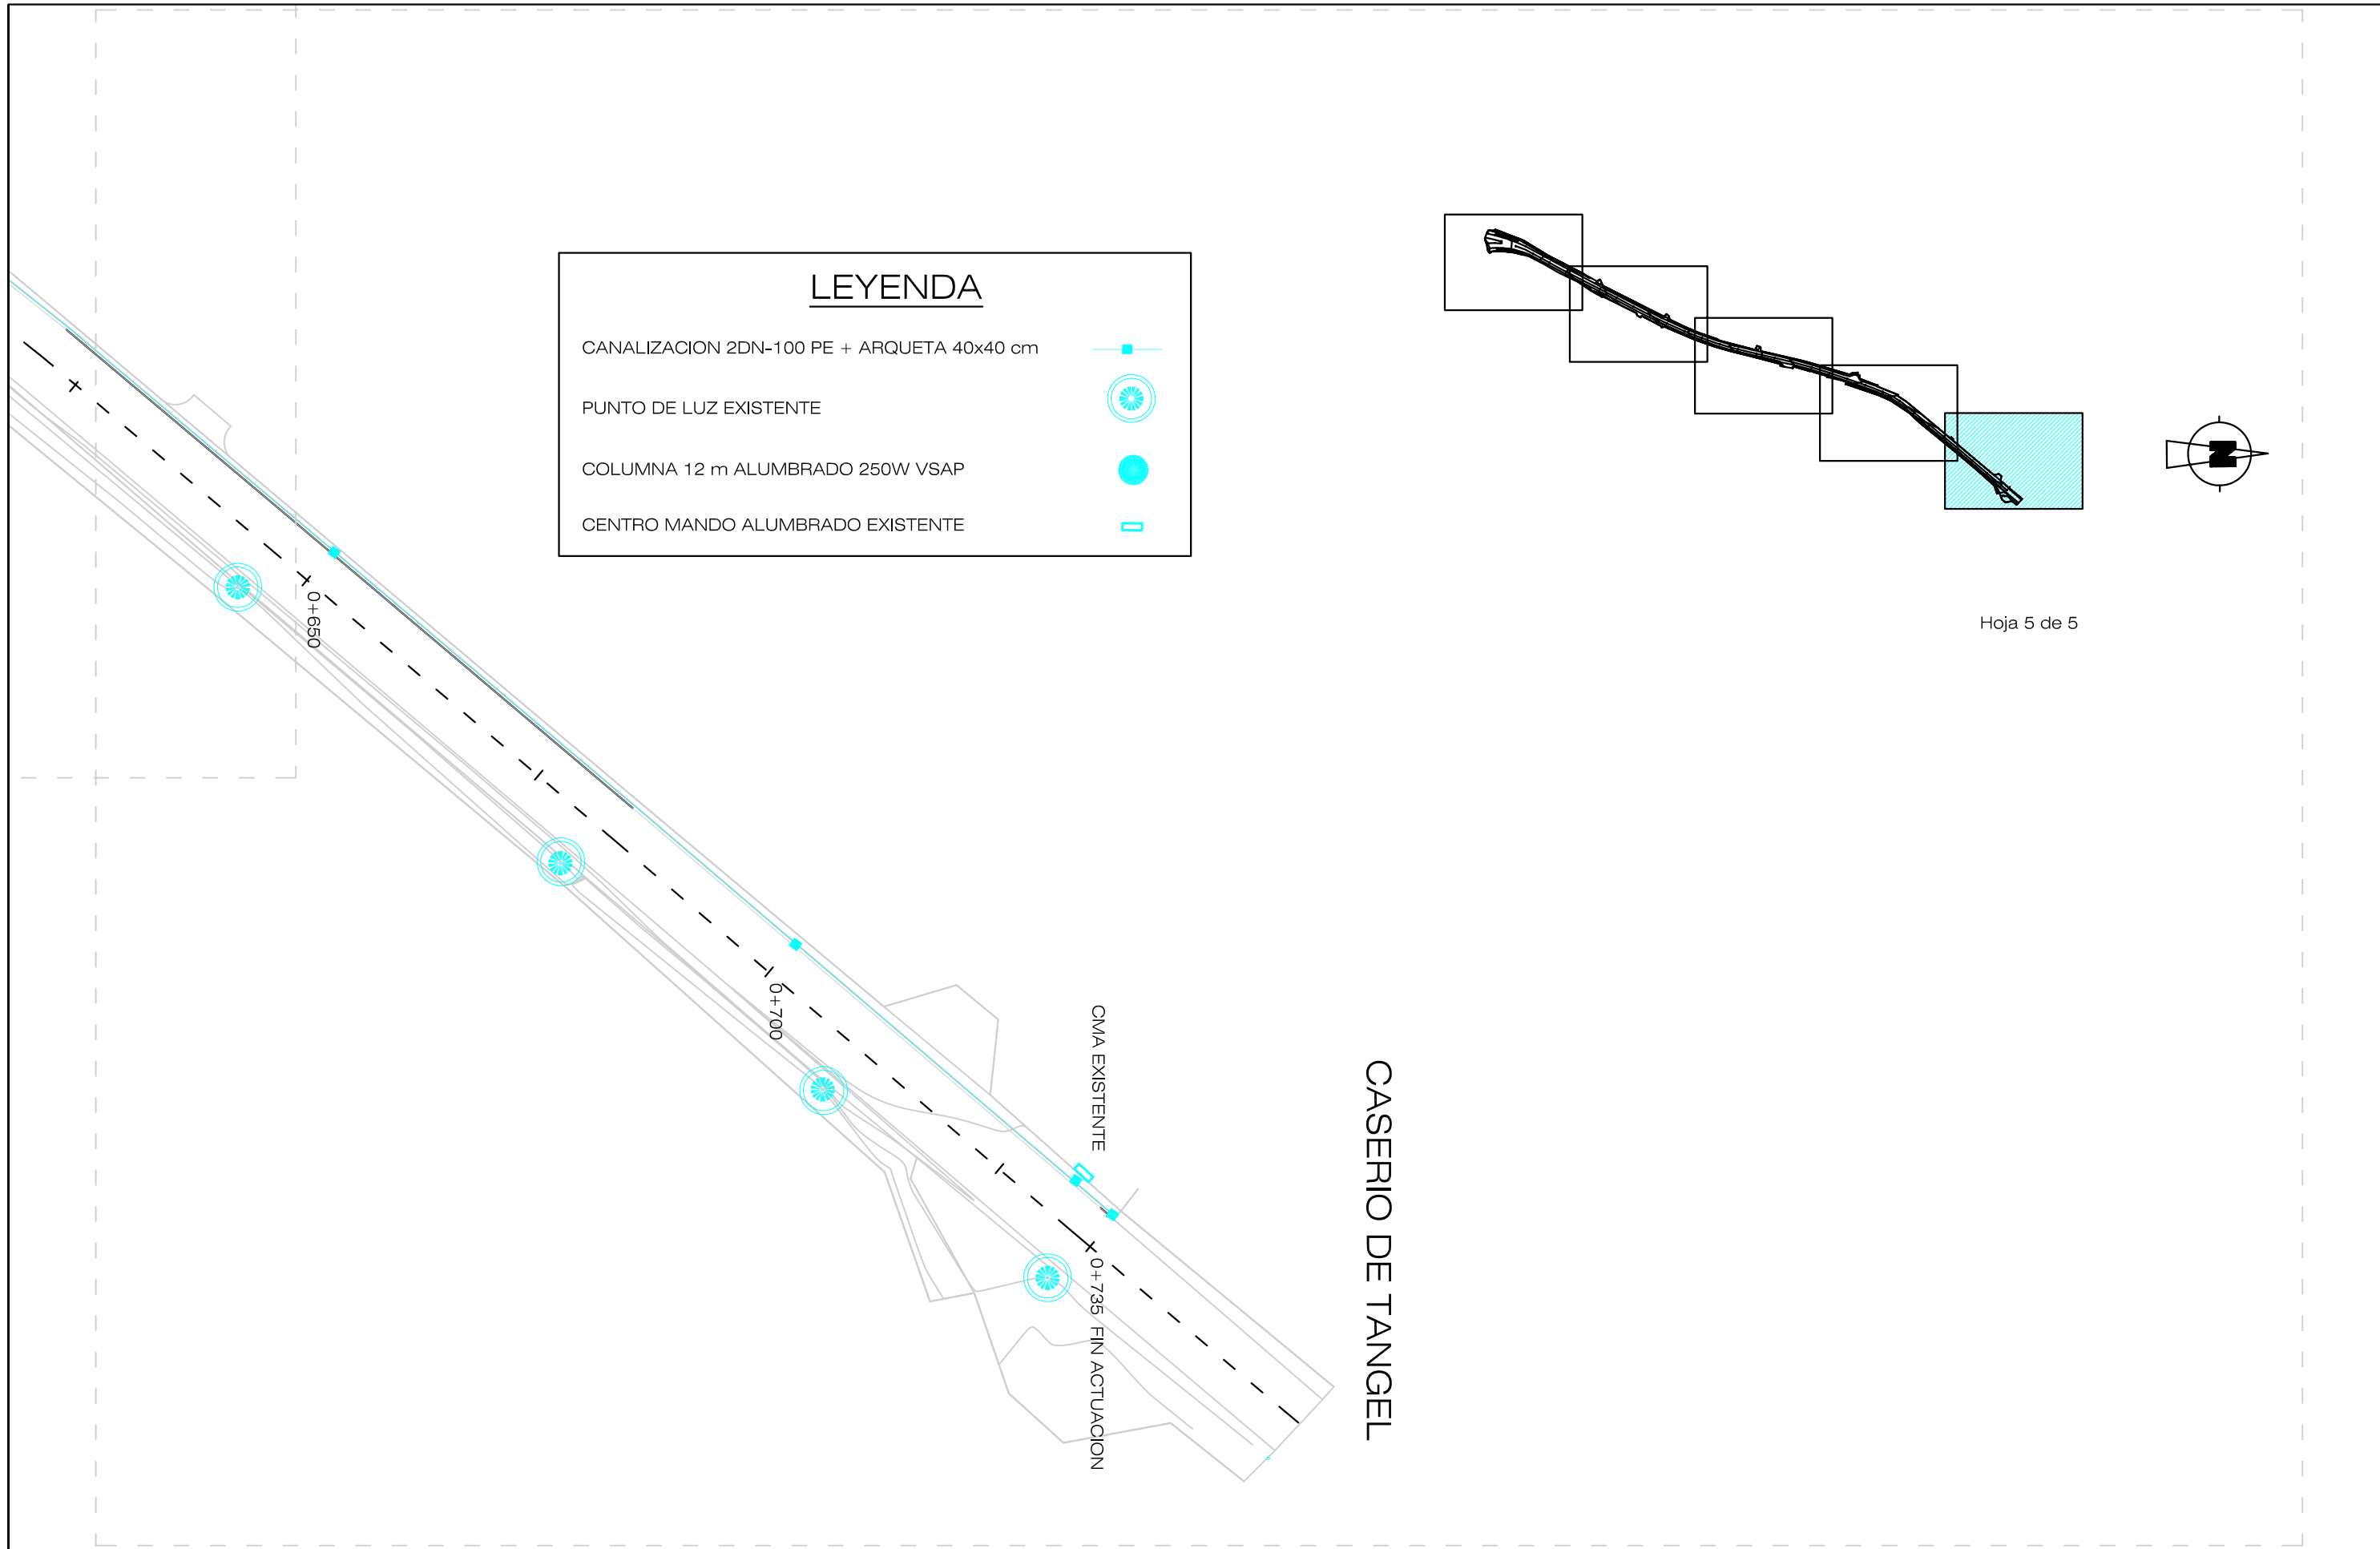 LEYENDA
CANALIZACION 2DN-100 PE + ARQUETA 40x40 cm
PUNTO DE LUZ EXISTENTE
COLUMNA 12 m ALUMBRADO 250W VSAP
CENTRO MANDO ALUMBRADO EXISTENTE
N
Hoja 5 de 5
0+650
0+700
CMA EXISTENTE
0+735 FIN ACTUACION
CASERIO DE TANGEL